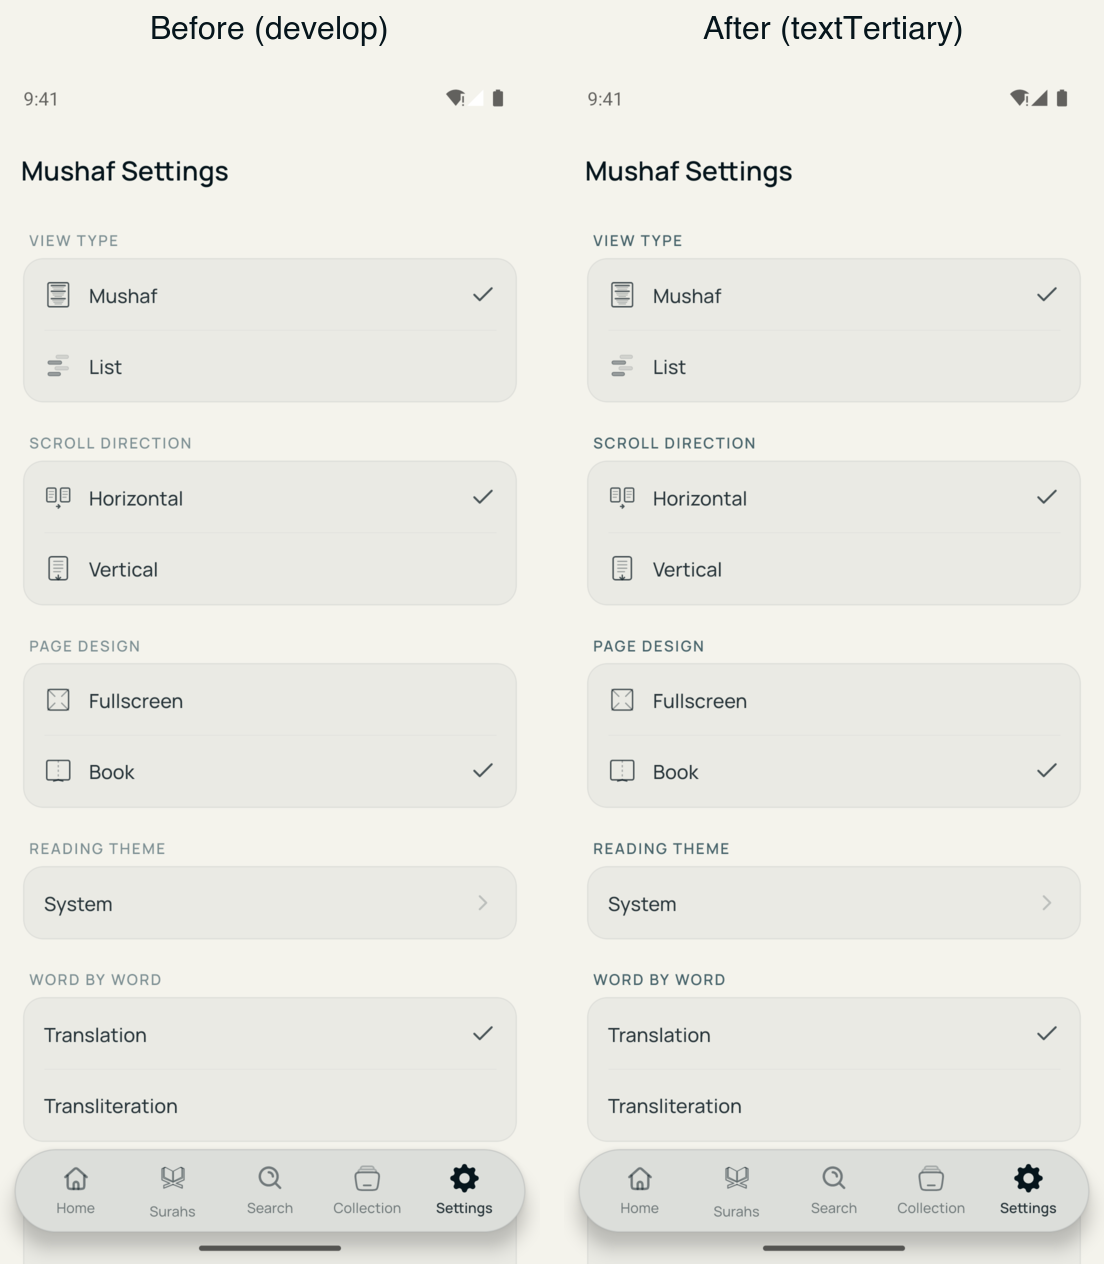 Before (develop)
9:41
Mushaf Settings
VIEW TYPE
Mushaf
List
SCROLL DIRECTION
Horizontal
Vertical
PAGE DESIGN
Fullscreen
Book
READING THEME
System
WORD BY WORD
Translation
Transliteration
Home
Surahs
Search
Collection
Settings
After (textTertiary)
9:41
Mushaf Settings
VIEW TYPE
Mushaf
List
SCROLL DIRECTION
Horizontal
Vertical
PAGE DESIGN
Fullscreen
Book
READING THEME
System
WORD BY WORD
Translation
Transliteration
Home
Surahs
Search
Collection
Settings